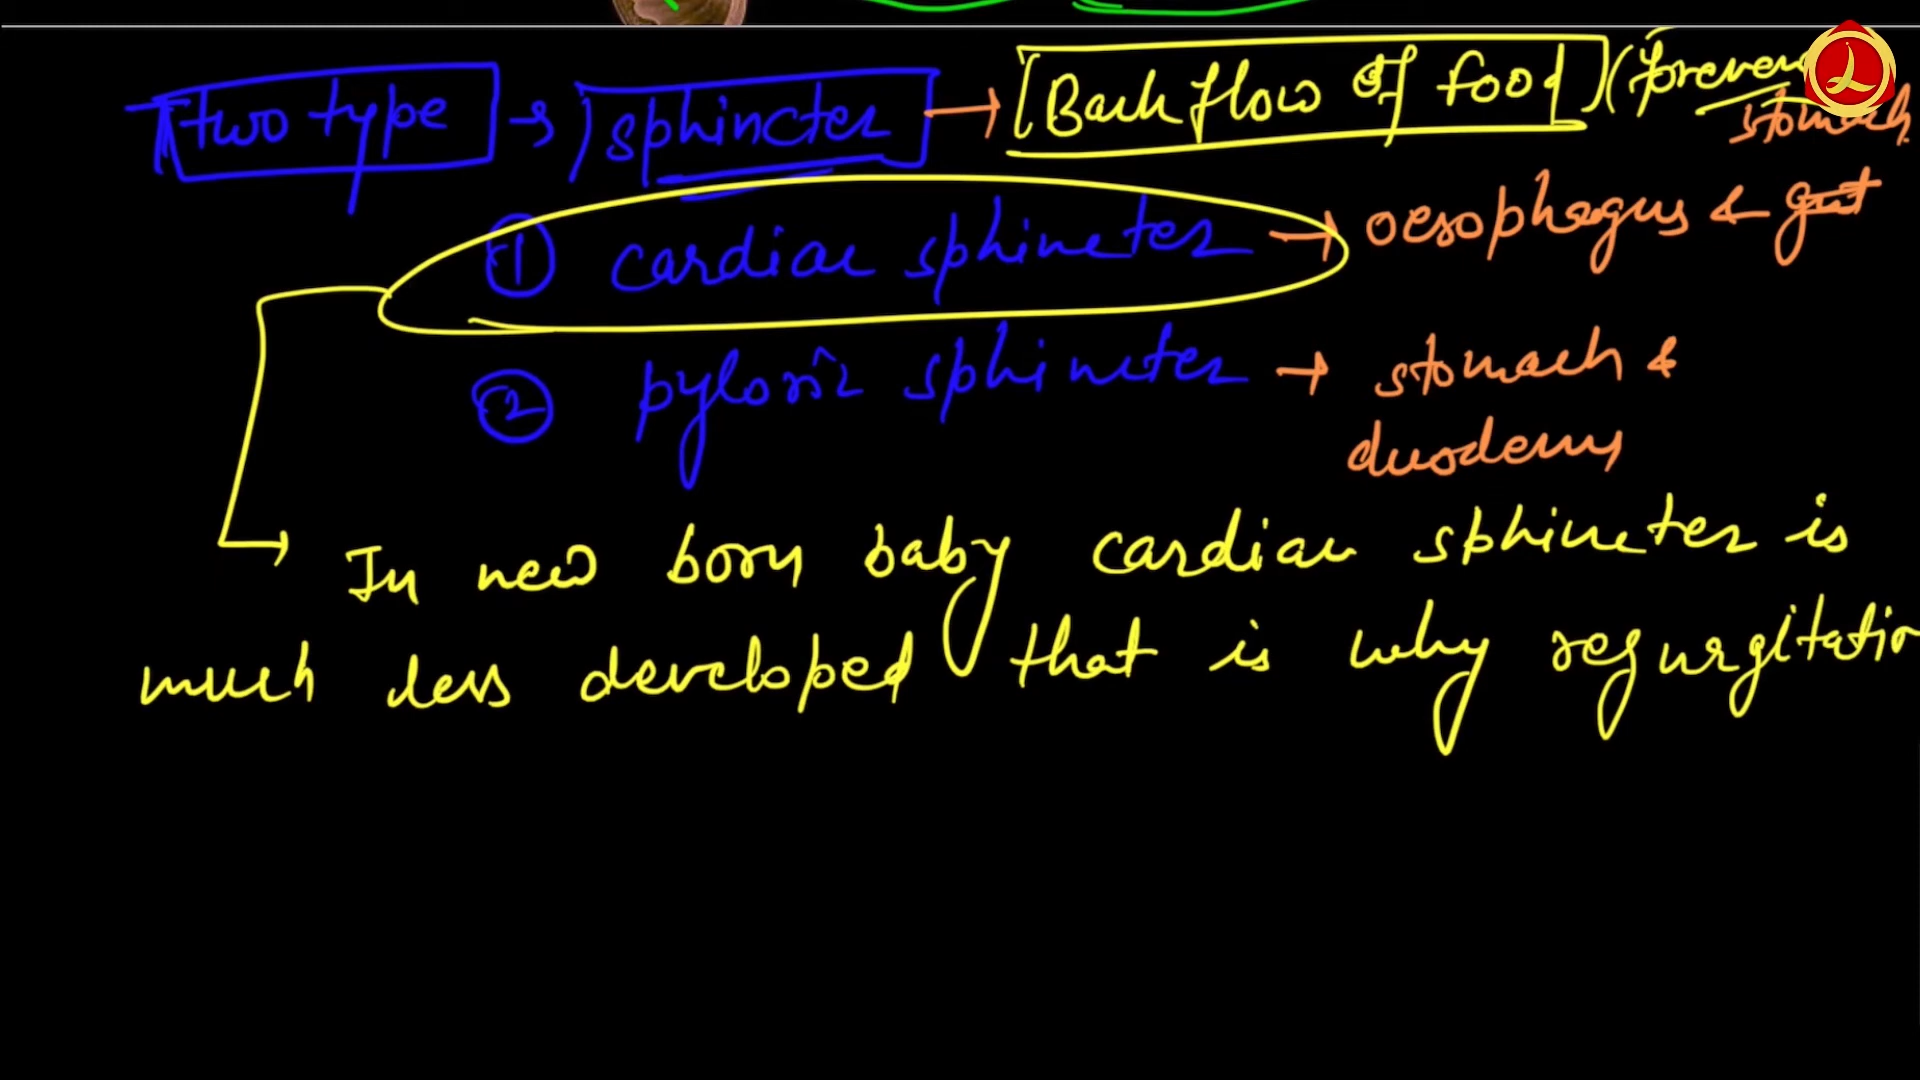 two type → sphincter → [Back flow of food] (preven
stomach
① cardiac sphincter → oesophagus & gut
② pyloric sphincter → stomach &
duodenum
In new born baby cardiac sphincter is
much less developed that is why regurgitation